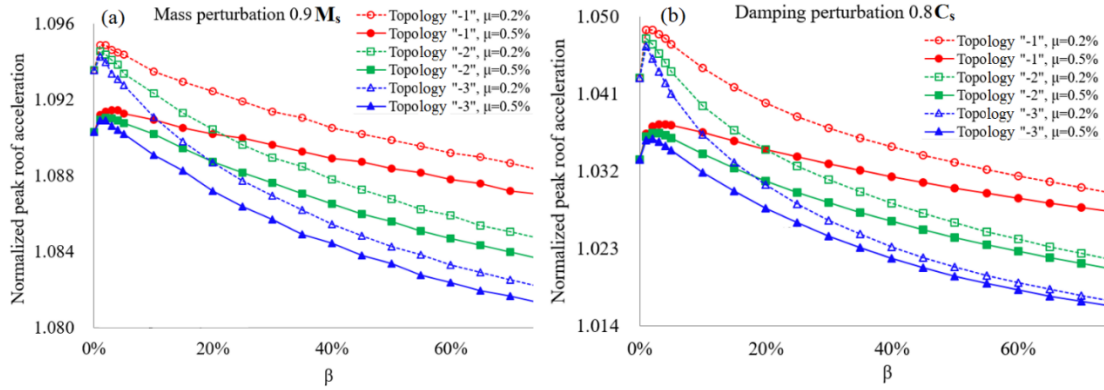 (a) Mass perturbation 0.9 Ms
Normalized peak roof acceleration
1.096
1.092
1.088
1.084
1.080
0%
20%
40%
60%
β
Topology "-1", μ=0.2%
Topology "-1", μ=0.5%
Topology "-2", μ=0.2%
Topology "-2", μ=0.5%
Topology "-3", μ=0.2%
Topology "-3", μ=0.5%
(b) Damping perturbation 0.8Cs
Normalized peak roof acceleration
1.050
1.041
1.032
1.023
1.014
0%
20%
40%
60%
β
Topology "-1", μ=0.2%
Topology "-1", μ=0.5%
Topology "-2", μ=0.2%
Topology "-2", μ=0.5%
Topology "-3", μ=0.2%
Topology "-3", μ=0.5%